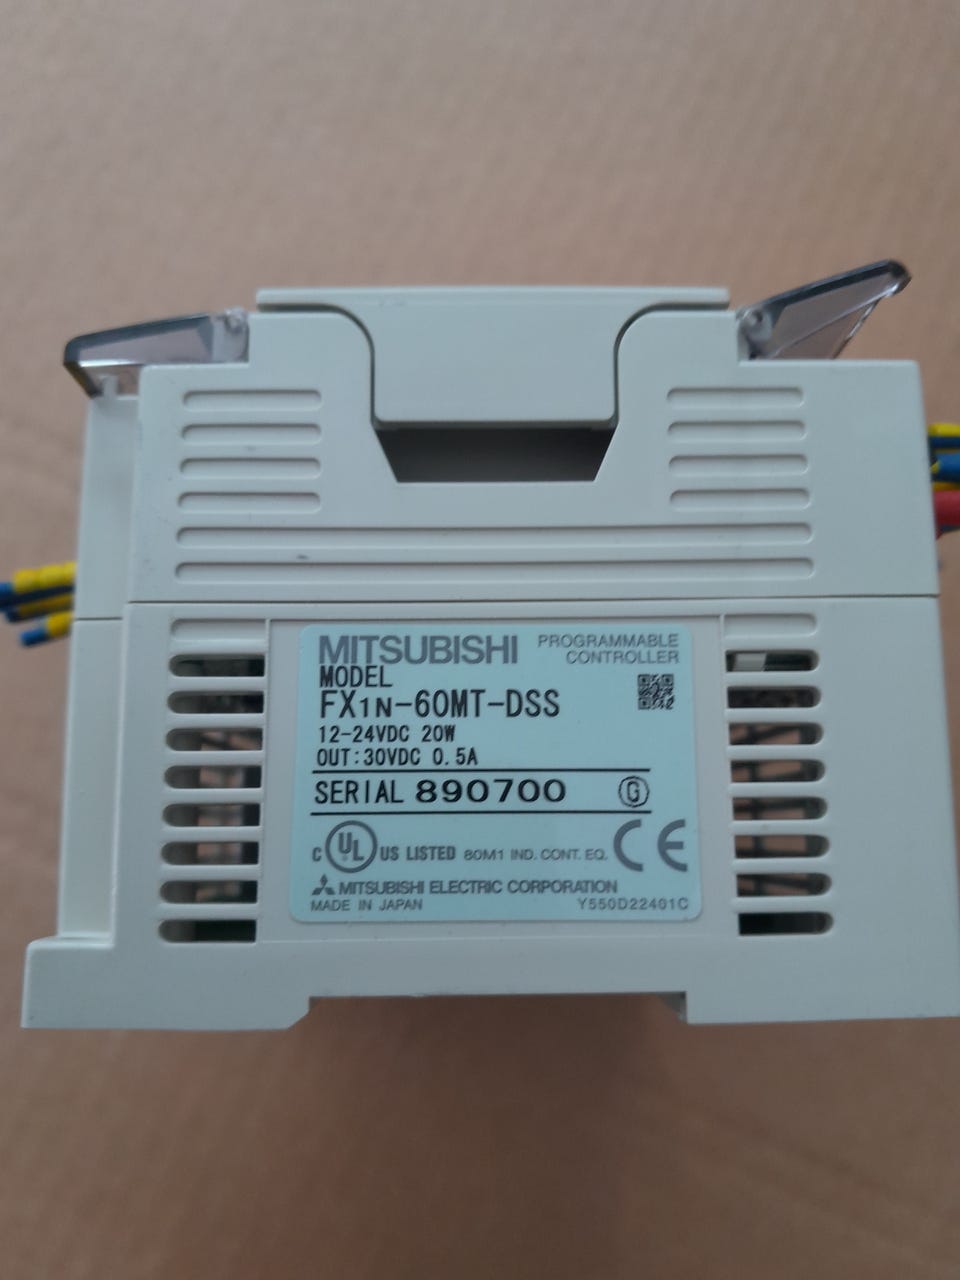 MITSUBISHI PROGRAMMABLE CONTROLLER
MODEL
FX1N-60MT-DSS
12-24VDC 20W
OUT:30VDC 0.5A
SERIAL 890700 G
C UL US LISTED 80M1 IND. CONT. EQ. CE
MITSUBISHI ELECTRIC CORPORATION
MADE IN JAPAN Y550D22401C